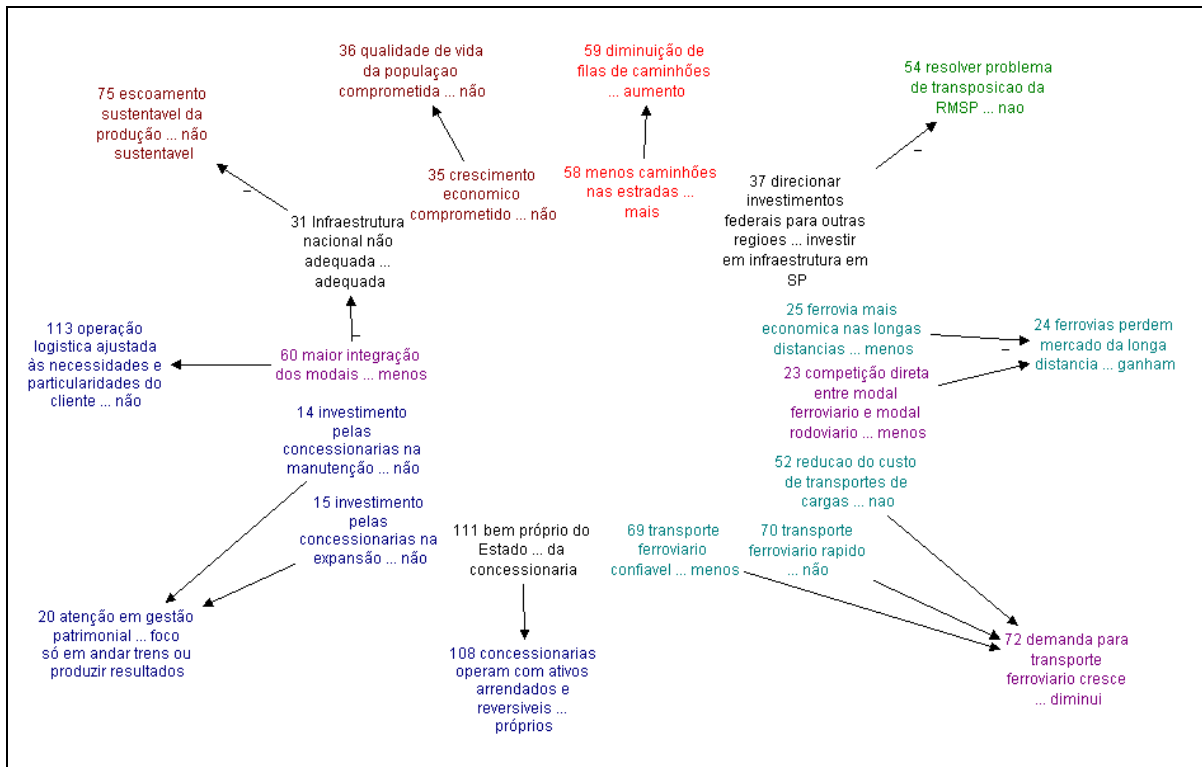 36 qualidade de vida
da populaçao
comprometida ... não
59 diminuição de
filas de caminhões
... aumento
54 resolver problema
de transposicao da
RMSP ... nao
75 escoamento
sustentavel da
produção ... não
sustentavel
35 crescimento
economico
comprometido ... não
58 menos caminhões
nas estradas ...
mais
37 direcionar
investimentos
federais para outras
regioes ... investir
em infraestrutura em
SP
31 Infraestrutura
nacional não
adequada ...
adequada
113 operação
logistica ajustada
às necessidades e
particularidades do
cliente ... não
60 maior integração
dos modais ... menos
25 ferrovia mais
economica nas longas
distancias ... menos
24 ferrovias perdem
mercado da longa
distancia ... ganham
23 competição direta
entre modal
ferroviario e modal
rodoviario ... menos
14 investimento
pelas
concessionarias na
manutenção ... não
52 reducao do custo
de transportes de
cargas ... nao
15 investimento
pelas
concessionarias na
expansão ... não
111 bem próprio do
Estado ... da
concessionaria
69 transporte
ferroviario
confiavel ... menos
70 transporte
ferroviario rapido
... não
20 atenção em gestão
patrimonial ... foco
só em andar trens ou
produzir resultados
108 concessionarias
operam com ativos
arrendados e
reversiveis ...
próprios
72 demanda para
transporte
ferroviario cresce
... diminui